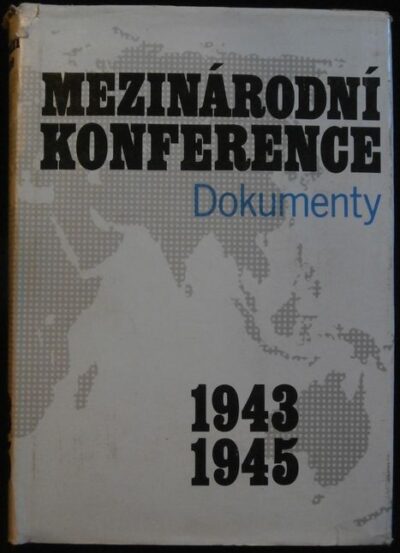 MEZINÁRODNÍ
KONFERENCE
Dokumenty
1943
1945